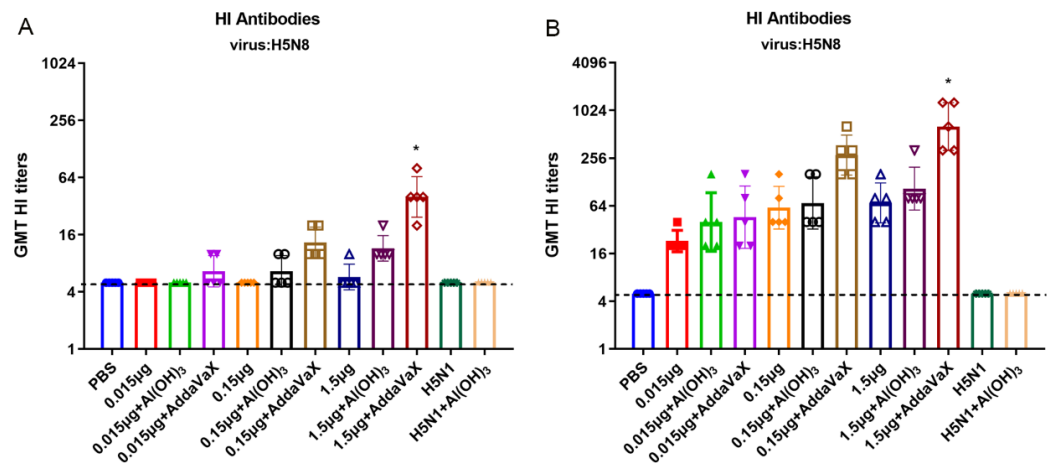 A
HI Antibodies
virus:H5N8
GMT HI titers
1024
256
64
16
4
1
PBS
0.015μg
0.015μg+Al(OH)3
0.015μg+AddaVaX
0.15μg
0.15μg+Al(OH)3
0.15μg+AddaVaX
1.5μg
1.5μg+Al(OH)3
1.5μg+AddaVaX
H5N1
H5N1+Al(OH)3
*
B
HI Antibodies
virus:H5N8
GMT HI titers
4096
1024
256
64
16
4
1
PBS
0.015μg
0.015μg+Al(OH)3
0.015μg+AddaVaX
0.15μg
0.15μg+Al(OH)3
0.15μg+AddaVaX
1.5μg
1.5μg+Al(OH)3
1.5μg+AddaVaX
H5N1
H5N1+Al(OH)3
*